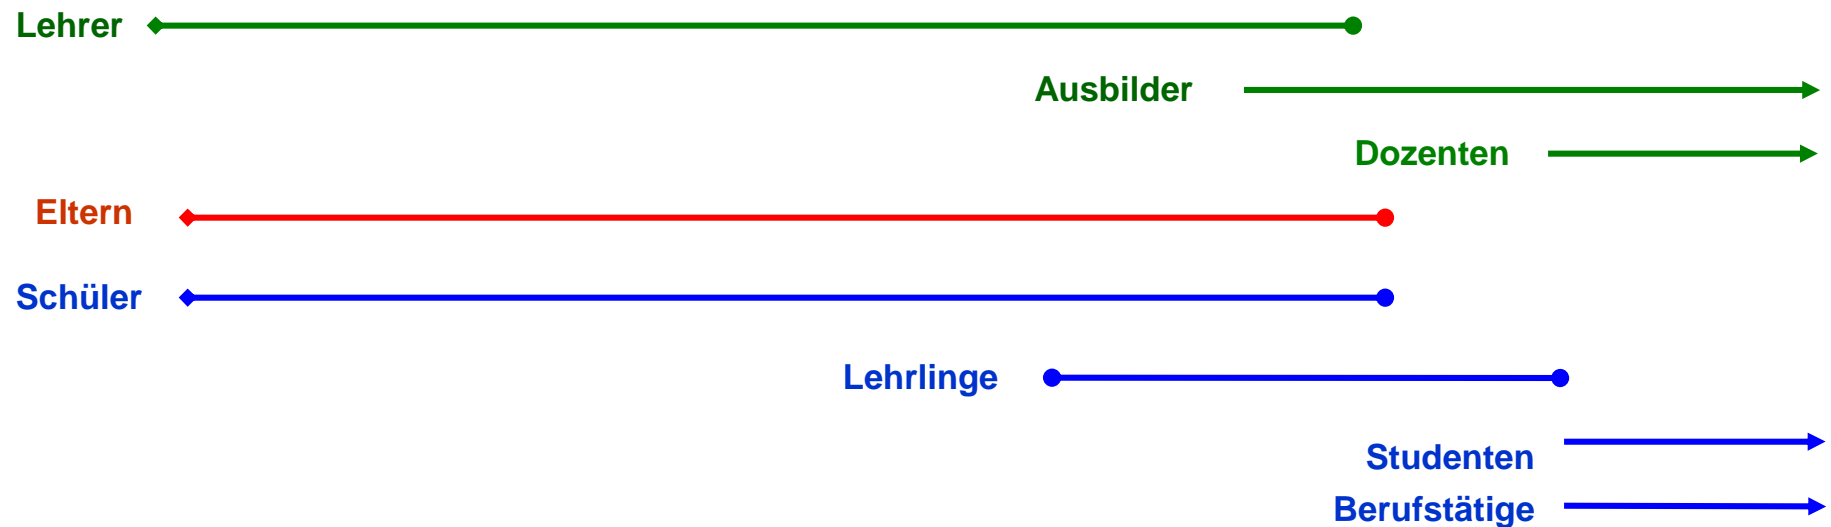 Lehrer
Ausbilder
Dozenten
Eltern
Schüler
Lehrlinge
Studenten
Berufstätige